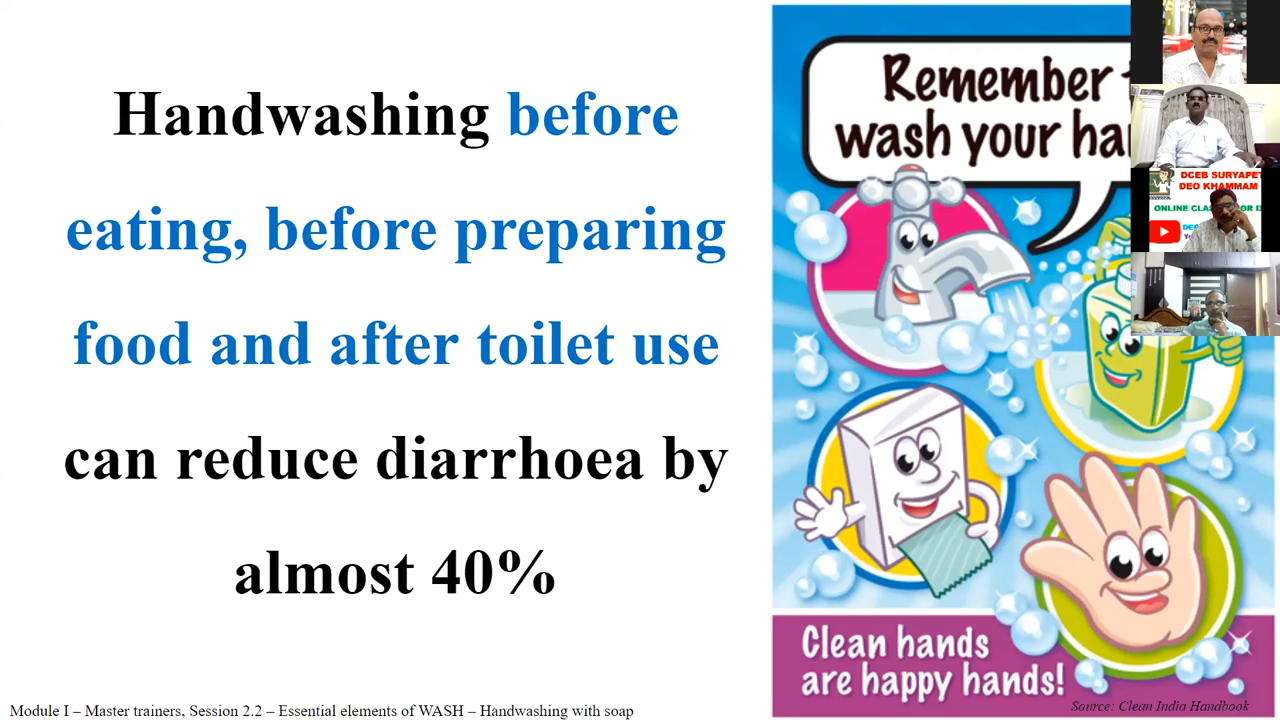 Handwashing before
eating, before preparing
food and after toilet use
can reduce diarrhoea by
almost 40%
Remember
wash your
Clean hands
are happy hands!
Source: Clean India Handbook
DCEB SURYAPET
DEO KHAMMAM
ONLINE
Module I – Master trainers, Session 2.2 – Essential elements of WASH – Handwashing with soap